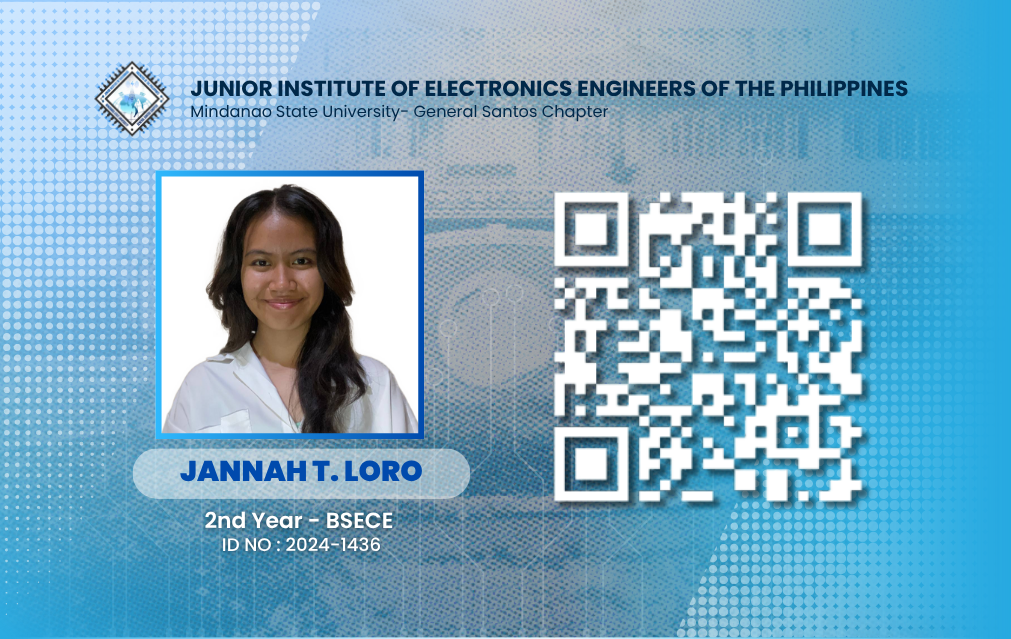 JUNIOR INSTITUTE OF ELECTRONICS ENGINEERS OF THE PHILIPPINES
Mindanao State University- General Santos Chapter
JANNAH T. LORO
2nd Year - BSECE
ID NO : 2024-1436